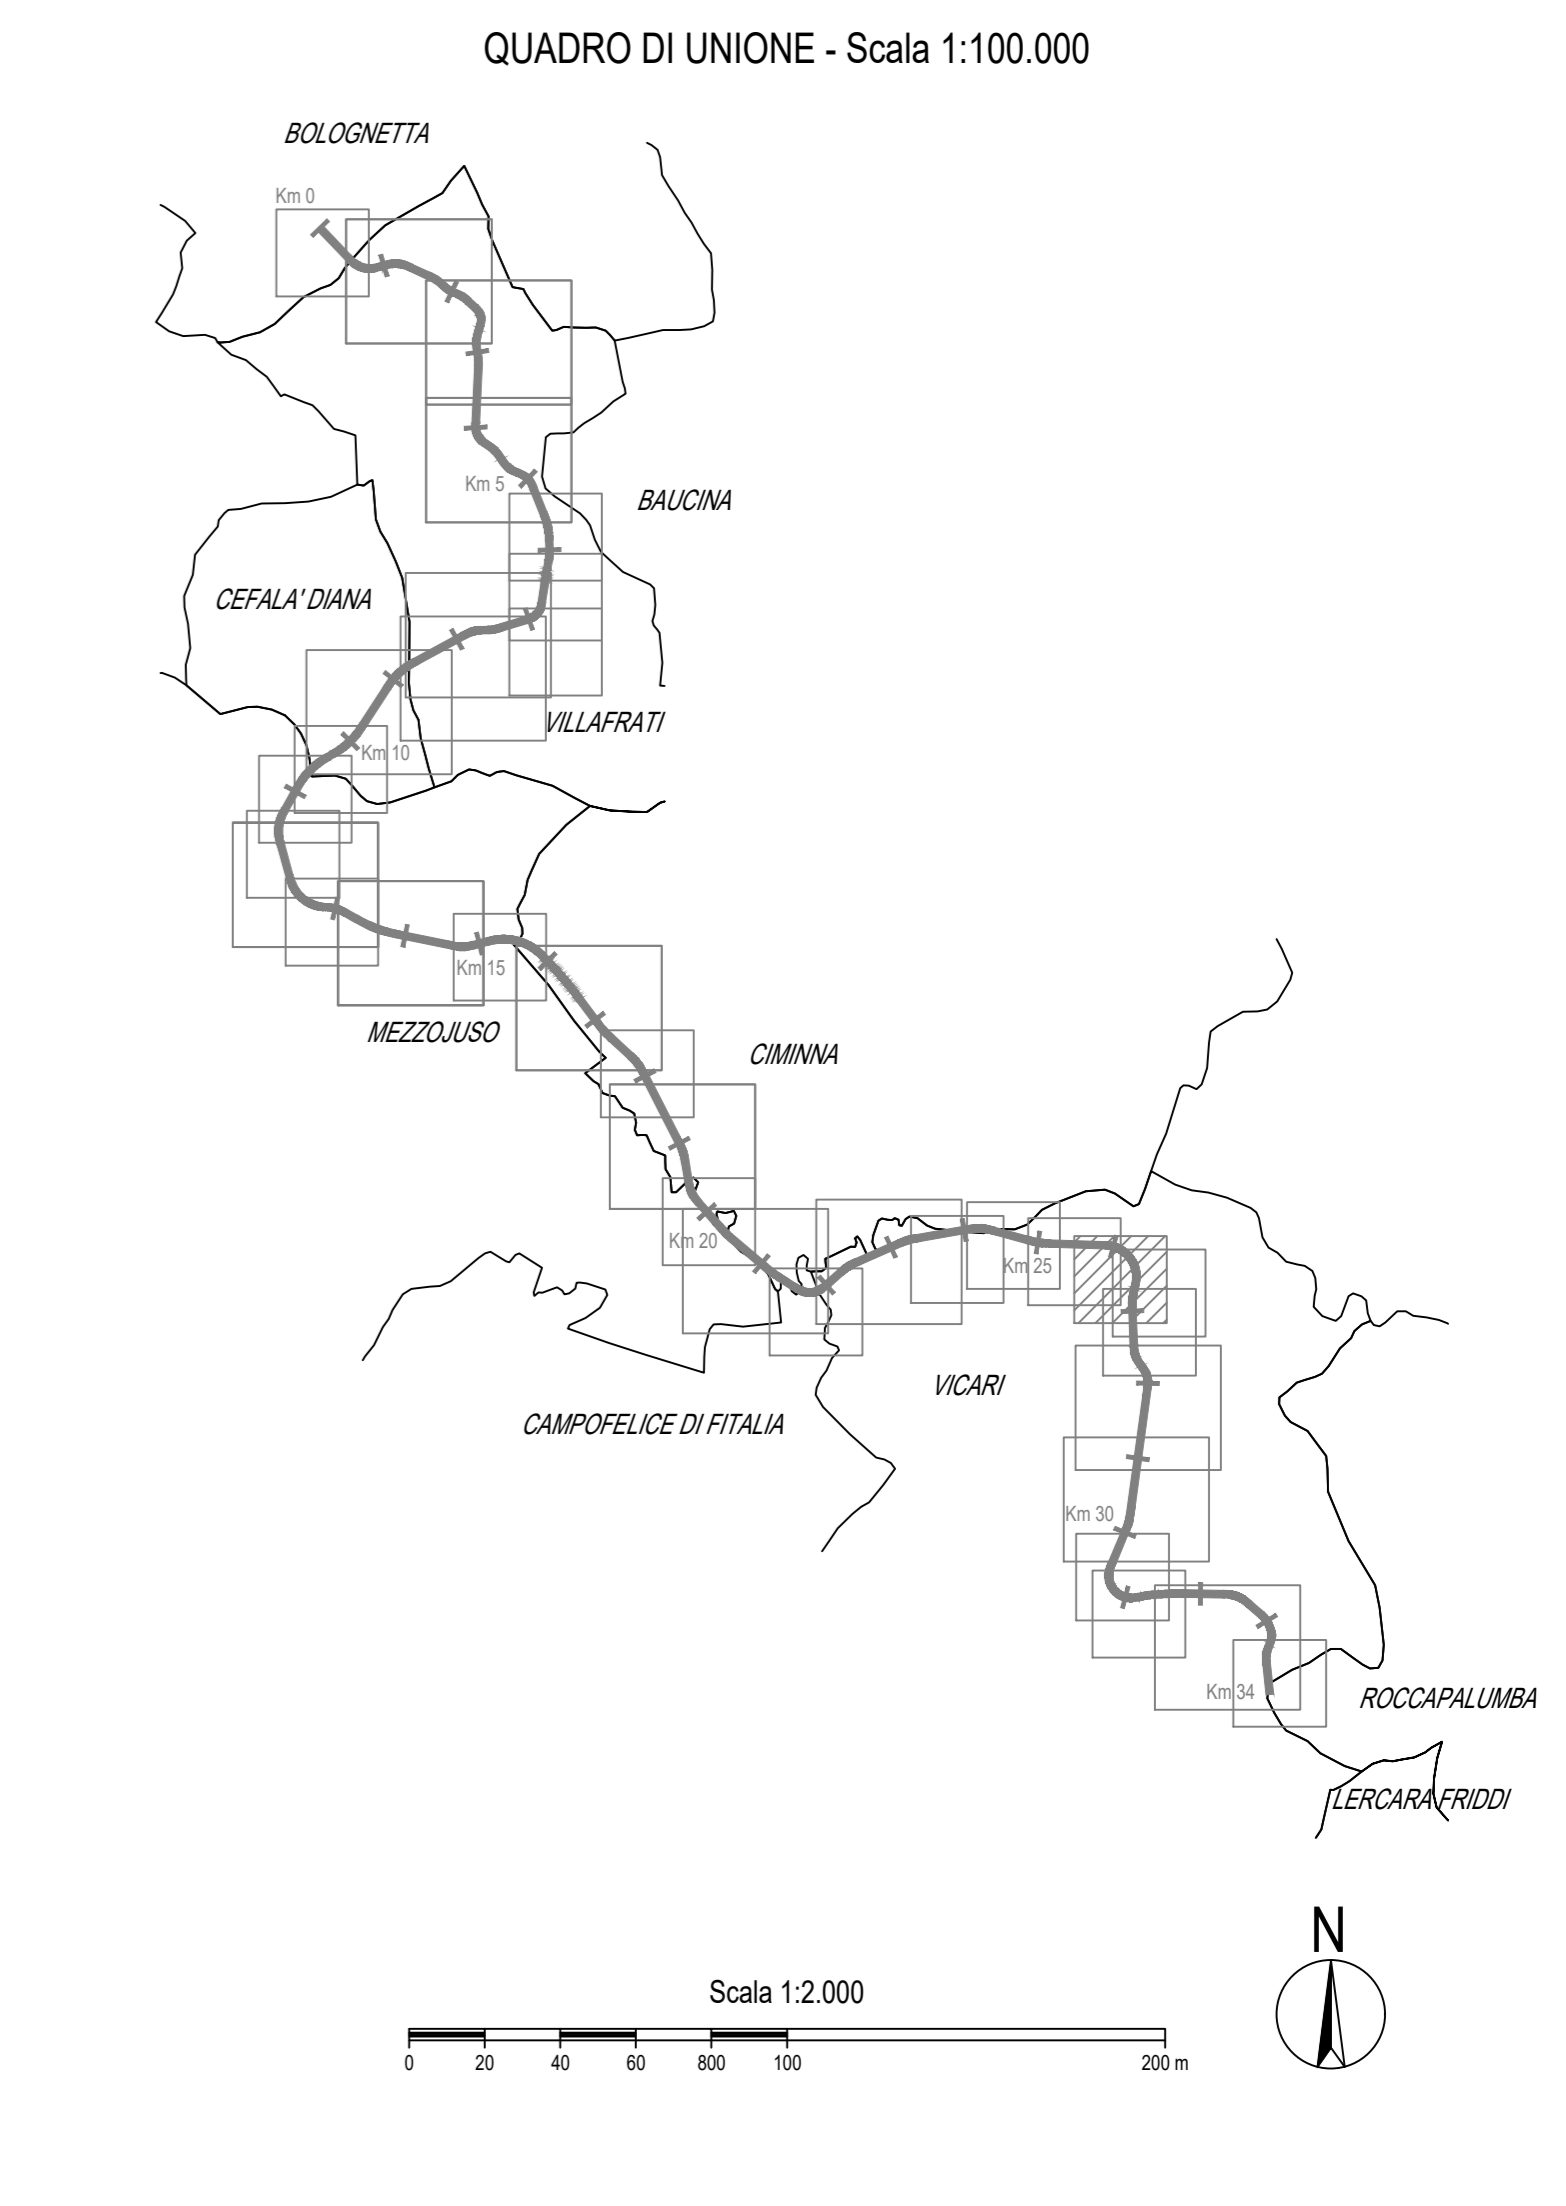 QUADRO DI UNIONE - Scala 1:100.000
BOLOGNETTA
Km 0
Km 5
BAUCINA
CEFALA' DIANA
VILLAFRATI
Km 10
Km 15
MEZZOJUSO
CIMINNA
Km 20
Km 25
VICARI
CAMPOFELICE DI FITALIA
Km 30
Km 34
ROCCAPALUMBA
LERCARA FRIDDI
N
Scala 1:2.000
0 20 40 60 800 100 200 m